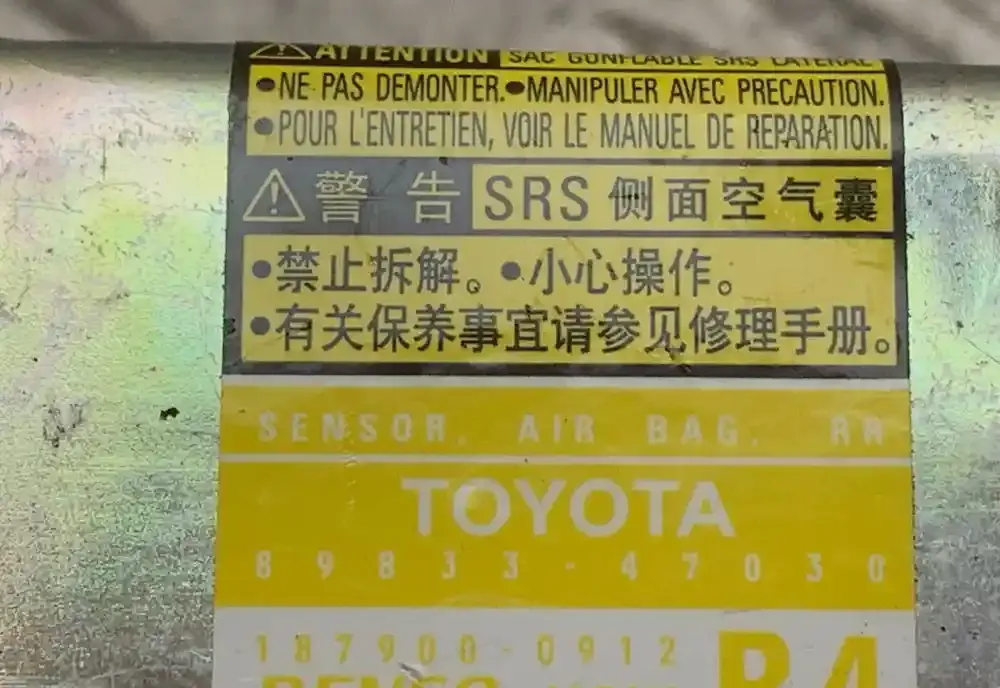 ⚠ATTENTION SAC GONFLABLE SRS LATERAL
•NE PAS DEMONTER.•MANIPULER AVEC PRECAUTION.
•POUR L'ENTRETIEN, VOIR LE MANUEL DE REPARATION.
⚠警 告 SRS 侧面空气囊
•禁止拆解。•小心操作。
•有关保养事宜请参见修理手册。
SENSOR, AIR BAG, RR
TOYOTA
89833-47030
187900-0912 R4
DENSO